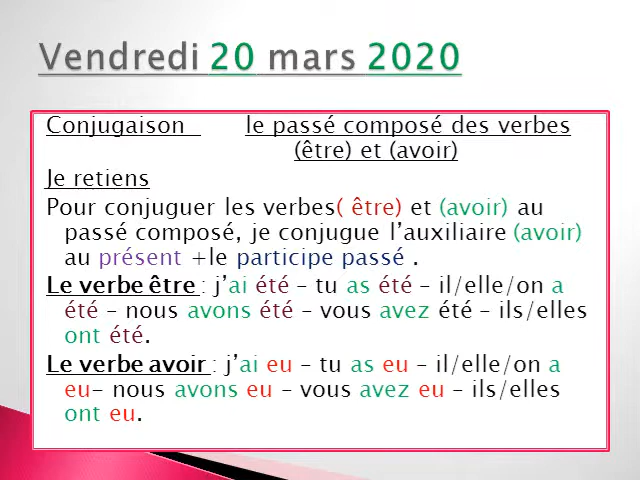 Vendredi 20 mars 2020
Conjugaison le passé composé des verbes
(être) et (avoir)
Je retiens
Pour conjuguer les verbes( être) et (avoir) au
passé composé, je conjugue l’auxiliaire (avoir)
au présent +le participe passé .
Le verbe être : j’ai été – tu as été – il/elle/on a
été – nous avons été – vous avez été – ils/elles
ont été.
Le verbe avoir : j’ai eu – tu as eu – il/elle/on a
eu– nous avons eu – vous avez eu – ils/elles
ont eu.